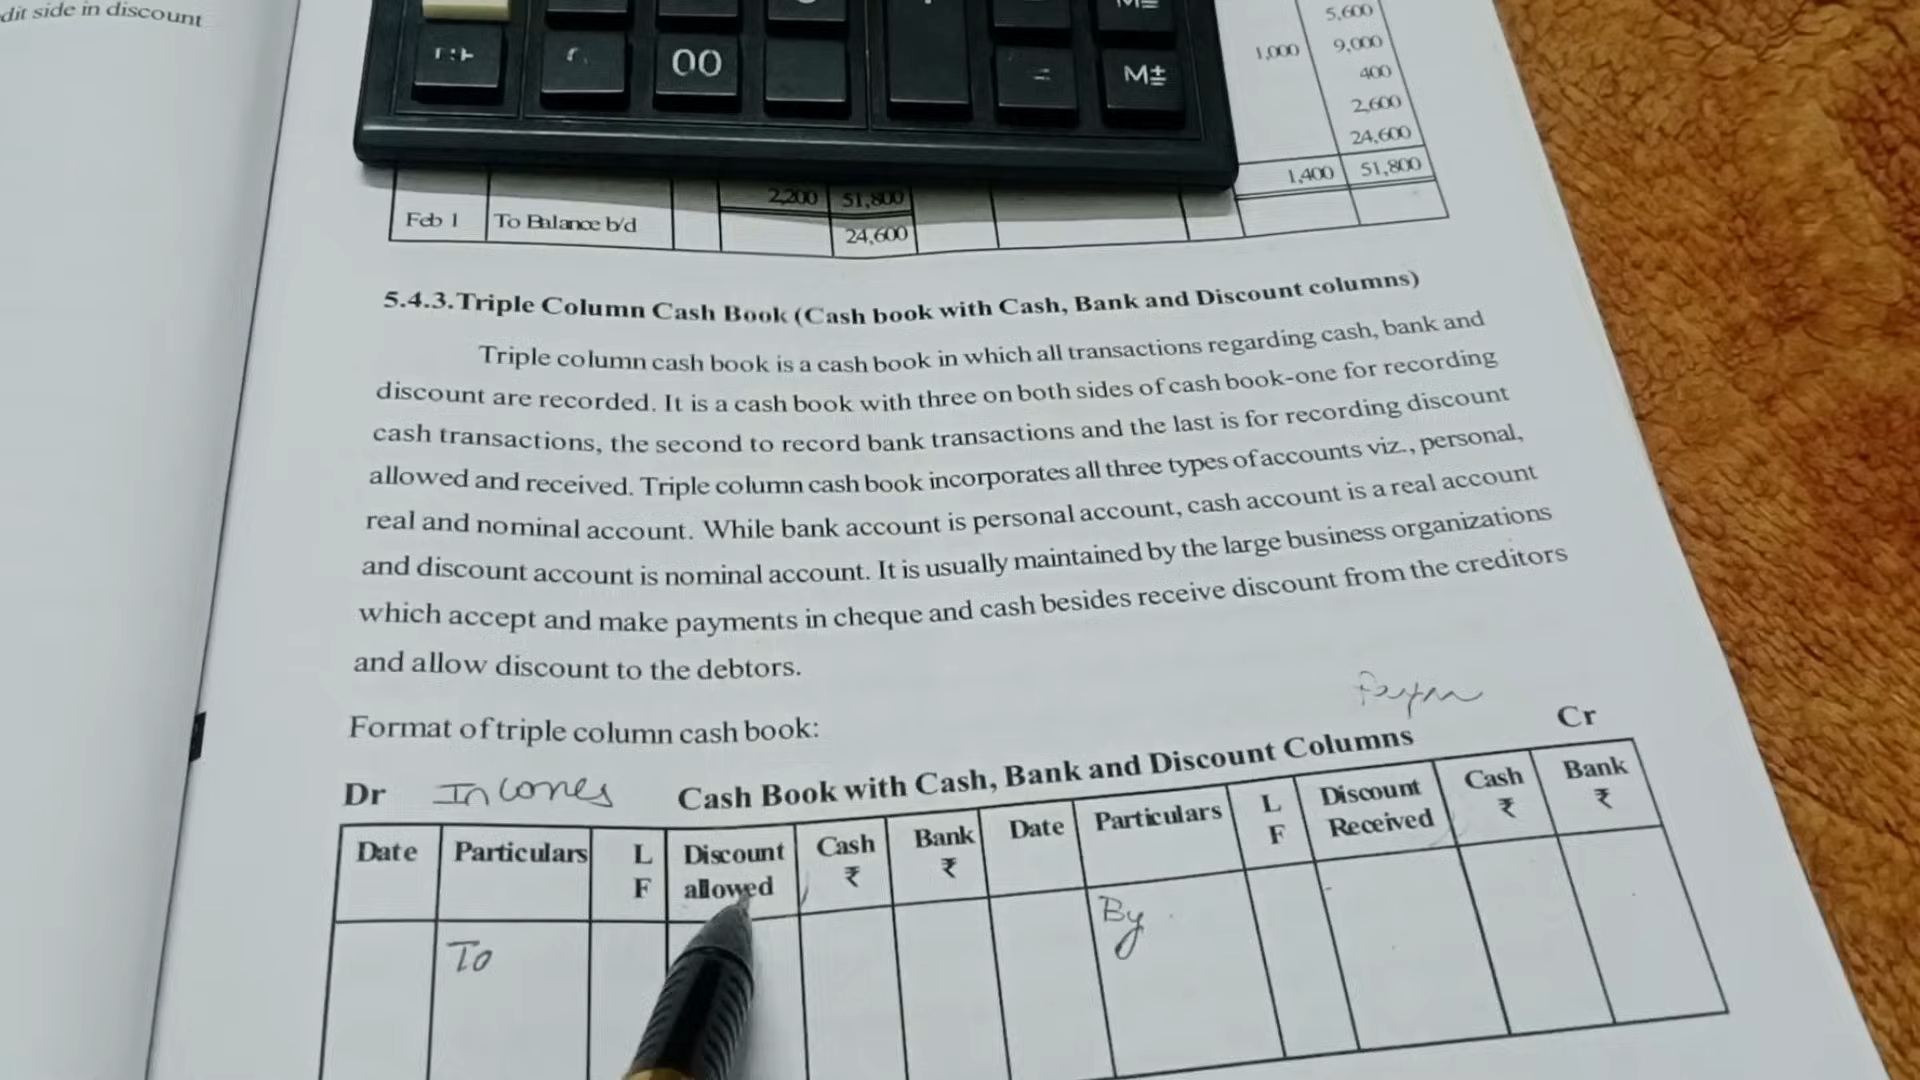 dit side in discount
00
M±
5,600
1,000 9,000
400
2,600
24,600
1,400 51,800
2,200 51,800
Feb 1 To Balance b/d 24,600
5.4.3.Triple Column Cash Book (Cash book with Cash, Bank and Discount columns)
Triple column cash book is a cash book in which all transactions regarding cash, bank and
discount are recorded. It is a cash book with three on both sides of cash book-one for recording
cash transactions, the second to record bank transactions and the last is for recording discount
allowed and received. Triple column cash book incorporates all three types of accounts viz., personal,
real and nominal account. While bank account is personal account, cash account is a real account
and discount account is nominal account. It is usually maintained by the large business organizations
which accept and make payments in cheque and cash besides receive discount from the creditors
and allow discount to the debtors.
Format of triple column cash book:
Dr Incomes Cash Book with Cash, Bank and Discount Columns Cr
Date Particulars L F Discount allowed Cash ₹ Bank ₹ Date Particulars L F Discount Received Cash ₹ Bank ₹
To By